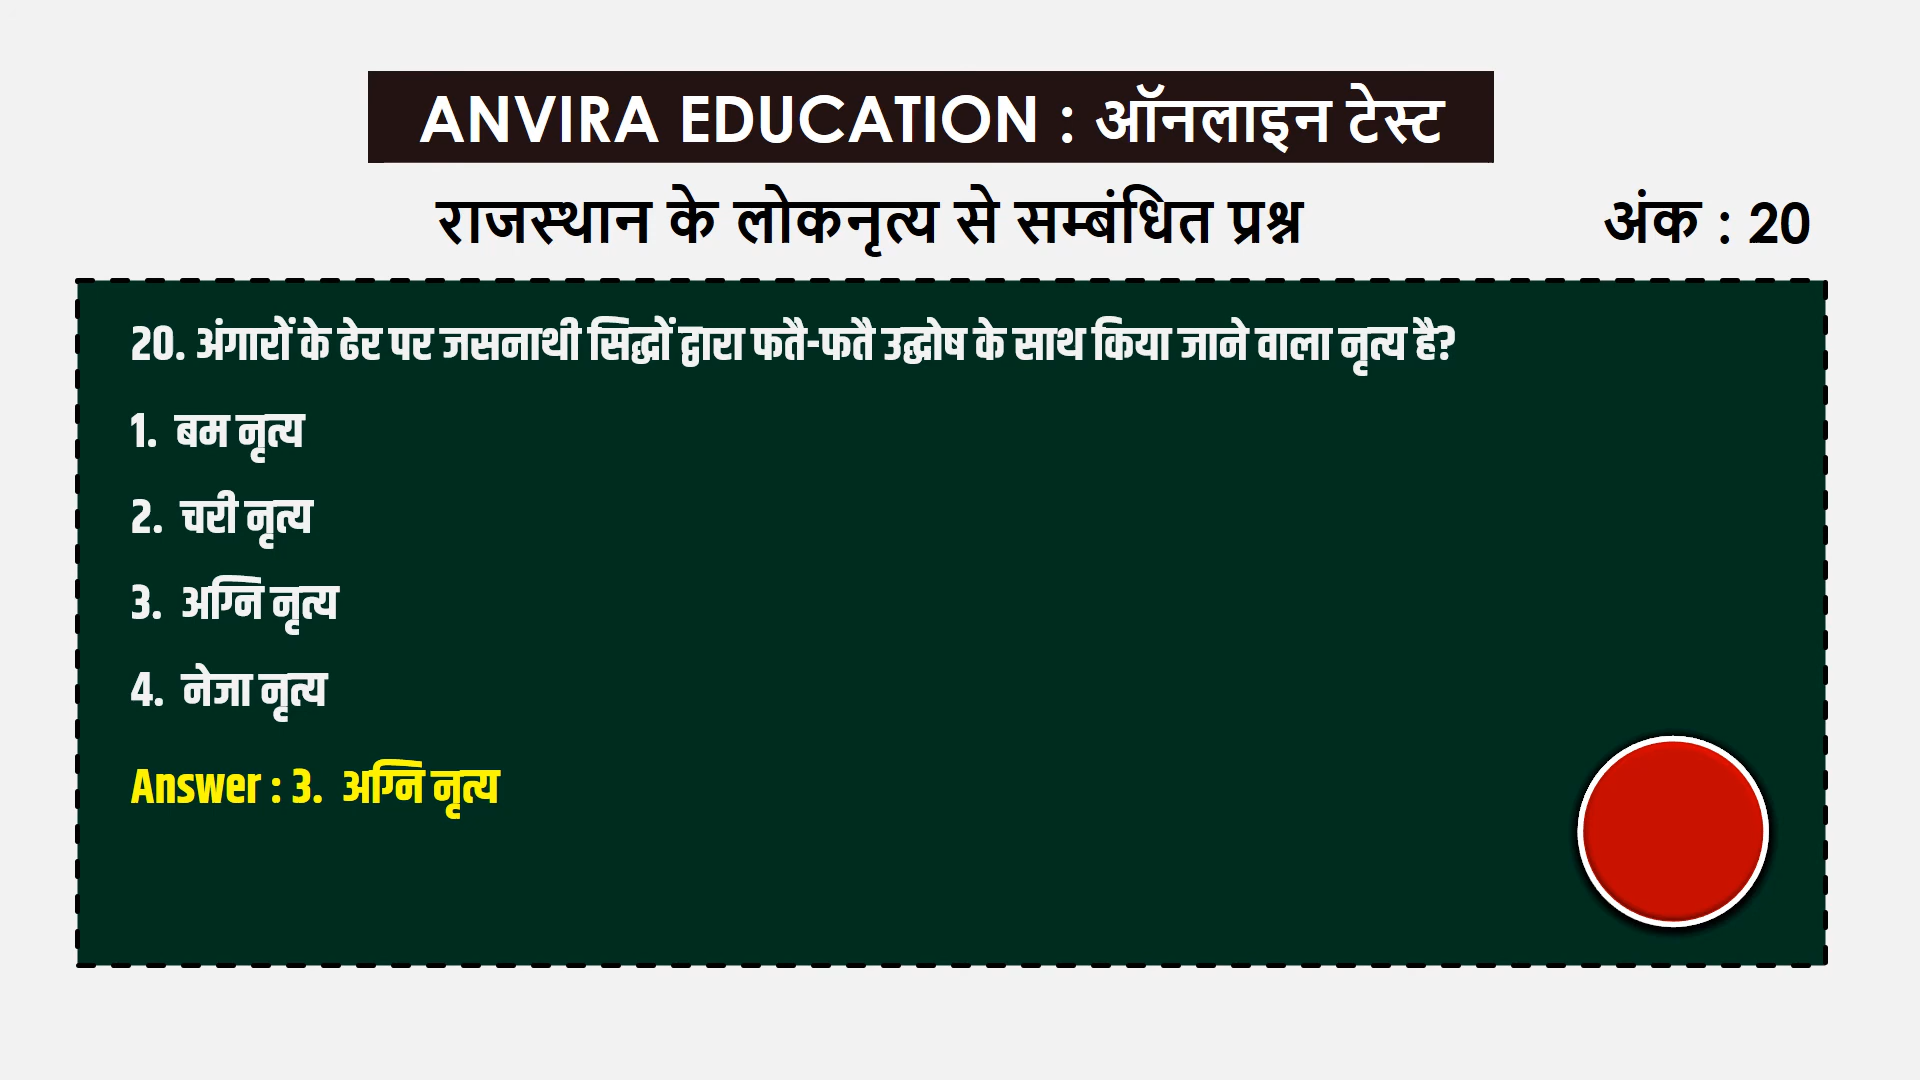 ANVIRA EDUCATION : ऑनलाइन टेस्ट
राजस्थान के लोकनृत्य से सम्बंधित प्रश्न अंक : 20
20. अंगारों के ढेर पर जसनाथी सिद्धों द्वारा फतै-फतै उद्घोष के साथ किया जाने वाला नृत्य है?
1. बम नृत्य
2. चरी नृत्य
3. अग्नि नृत्य
4. नेजा नृत्य
Answer : 3. अग्नि नृत्य